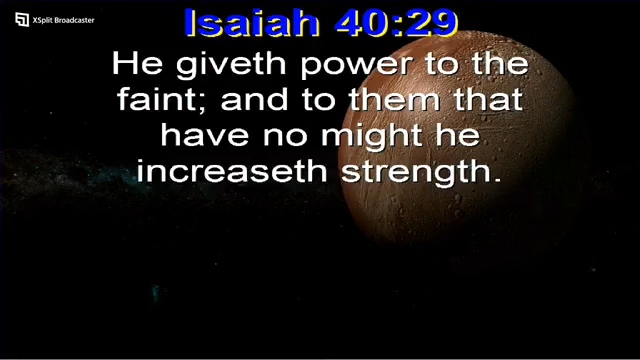 XSplit Broadcaster
Isaiah 40:29
He giveth power to the
faint; and to them that
have no might he
increaseth strength.